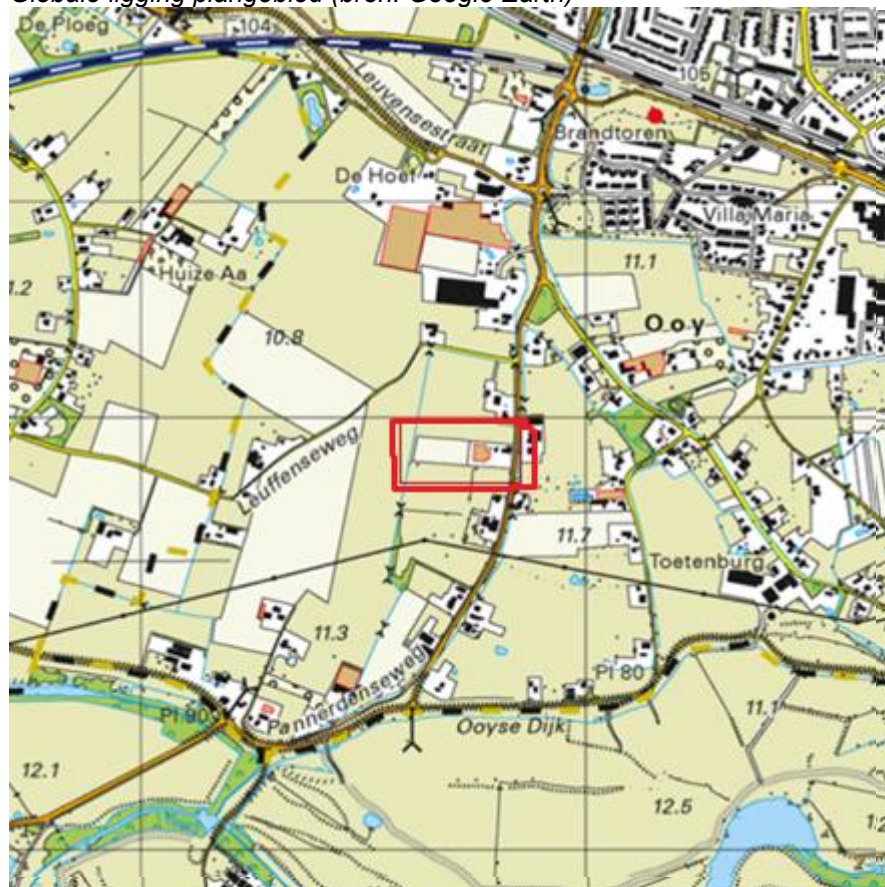 Globale ligging plangebied (bron: Google Earth)
De Ploeg
104
Leuvensestraat
105
Brandtoren
De Hoef
Villa Maria
Huize Aa
11.1
1.2
Ooy
10.8
Leuffenseweg
11.7
Toetenburg
11.3
Pannerdenseweg
Pl 80
Pl 90
Ooyse Dijk
11.1
12.1
12.5